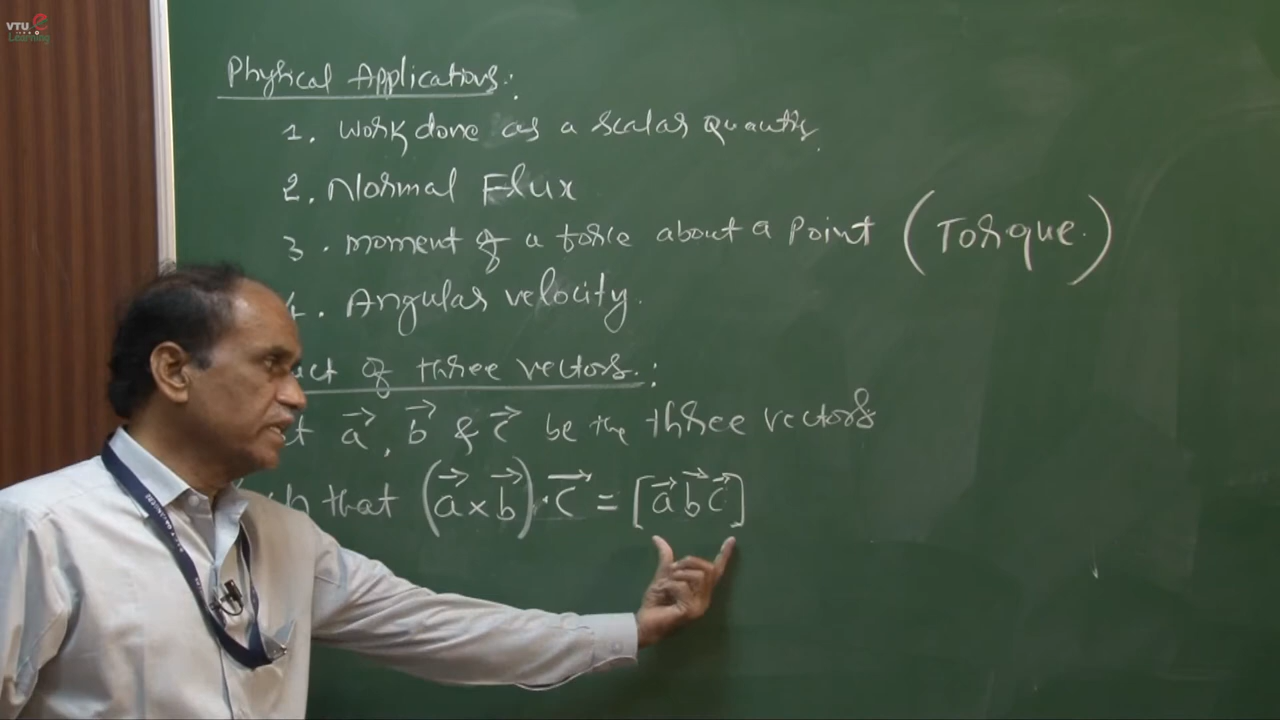 VTU e Learning
Physical Applications:
1. Work done as a scalar quantity.
2. Normal Flux
3. Moment of a force about a point (Torque.)
4. Angular velocity.
of three vectors:
a⃗, b⃗ & c⃗ be the three vectors
that (a⃗ × b⃗) · c⃗ = [a⃗ b⃗ c⃗]